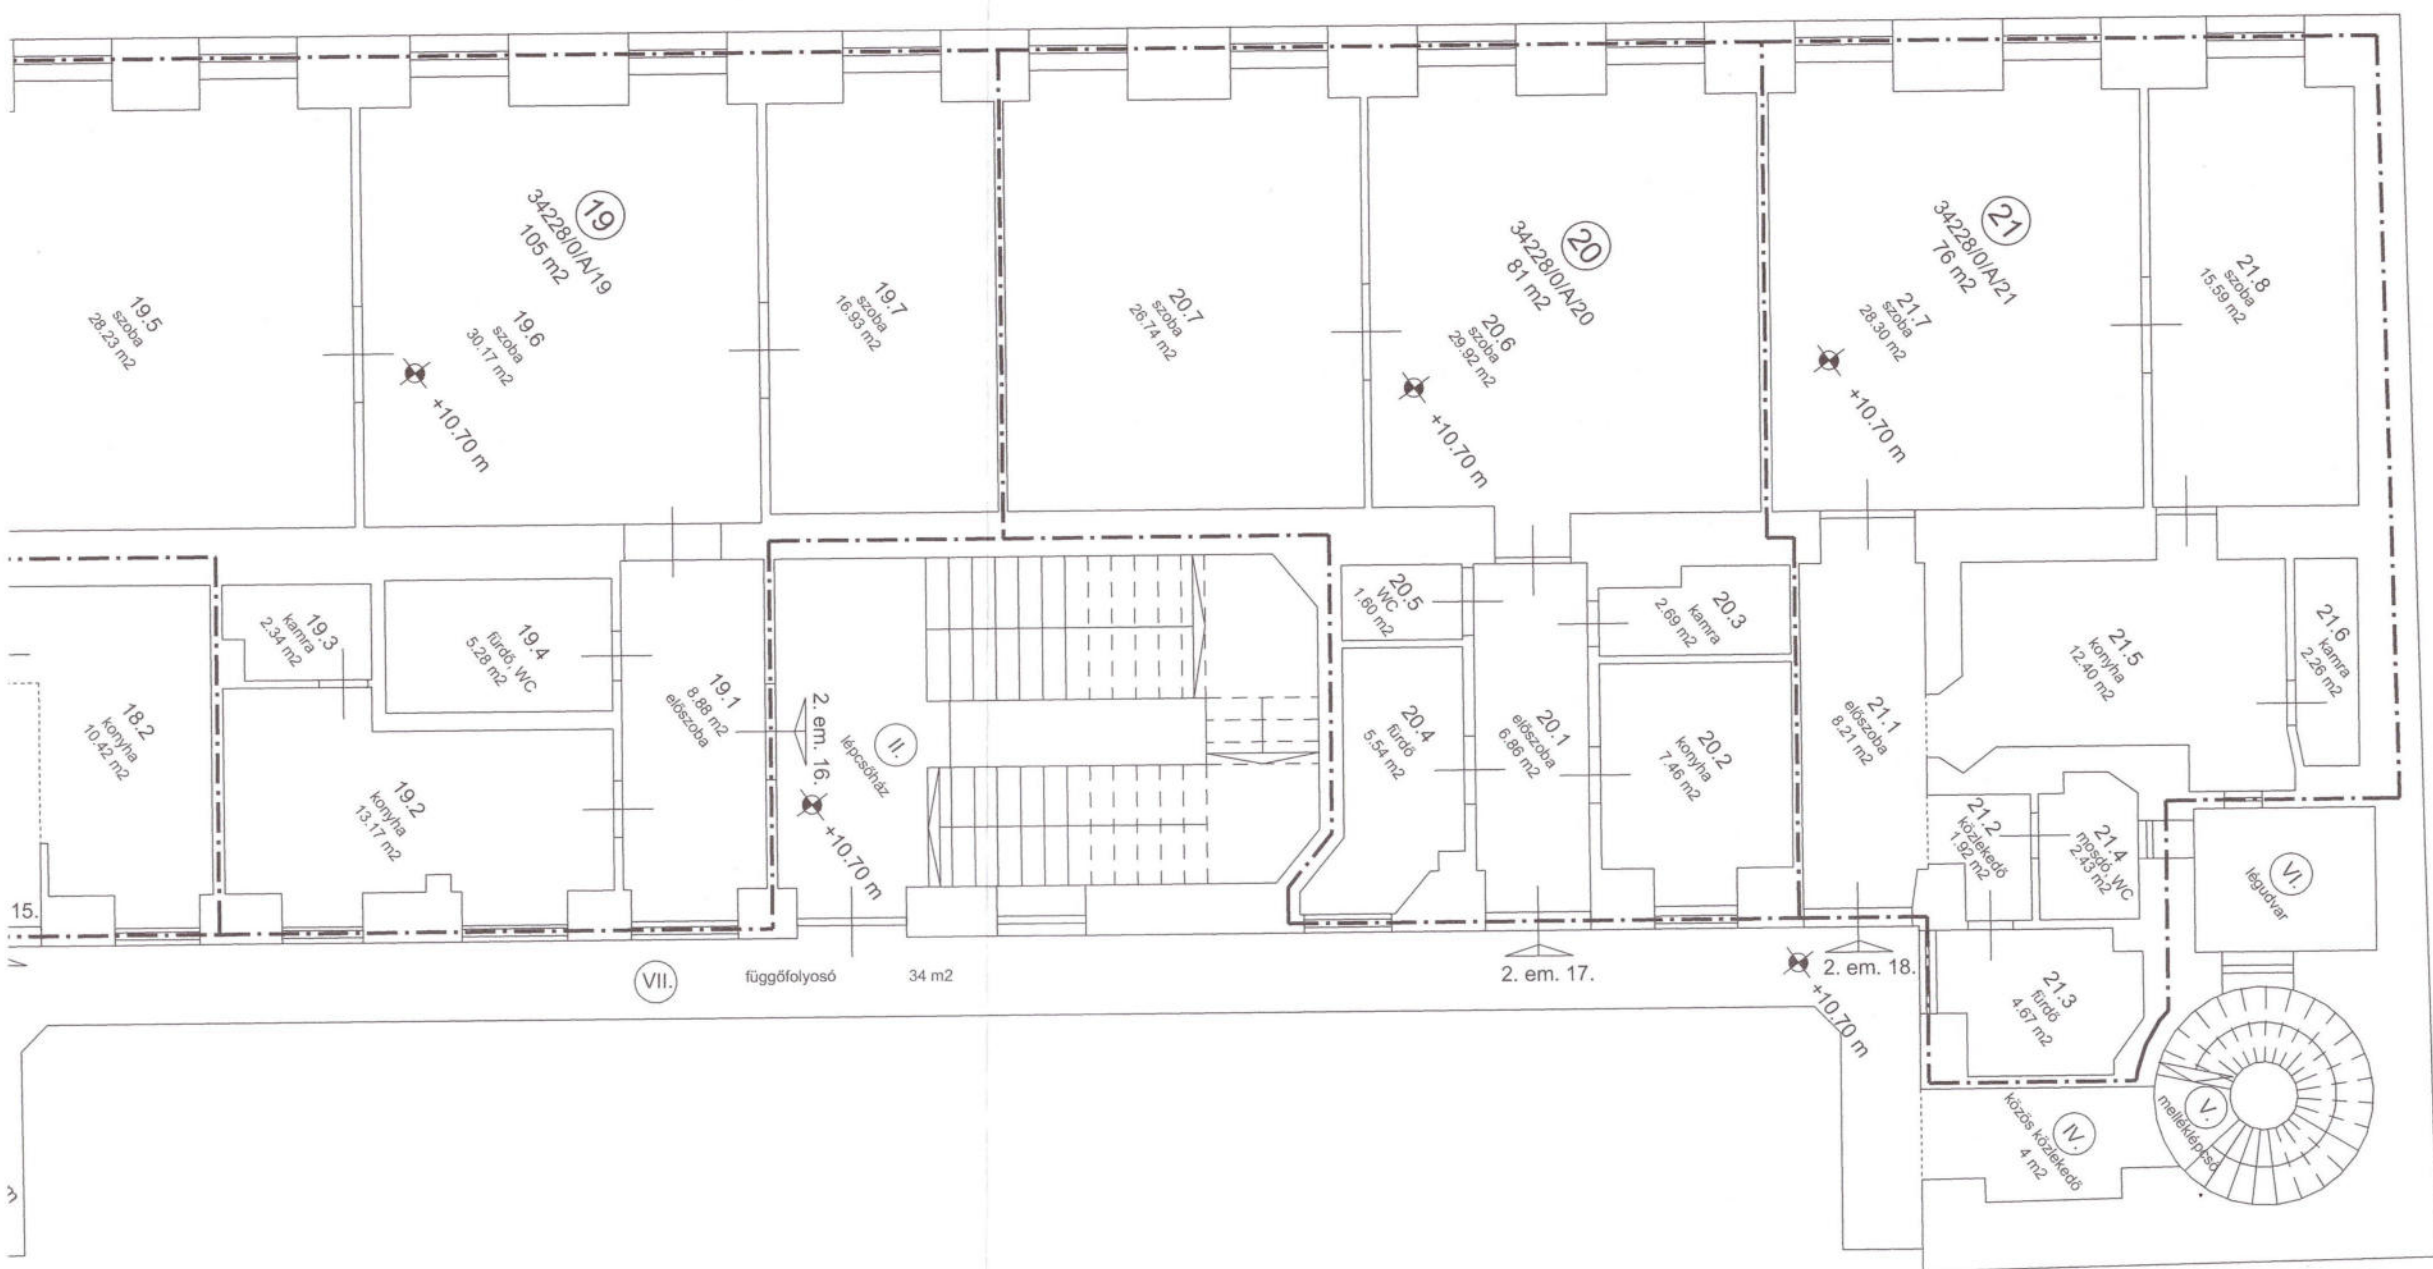 19
34228/0/A/19
105 m2
19.5
szoba
28.23 m2
19.6
szoba
30.17 m2
+10.70 m
19.7
szoba
16.93 m2
20.7
szoba
26.74 m2
20
34228/0/A/20
81 m2
20.6
szoba
29.92 m2
+10.70 m
21
34228/0/A/21
76 m2
21.7
szoba
28.30 m2
+10.70 m
21.8
szoba
15.59 m2
18.2
konyha
10.42 m2
19.3
kamra
2.34 m2
19.4
fürdő, WC
5.28 m2
19.2
konyha
13.17 m2
19.1
8.88 m2
előszoba
2. em. 16.
II.
lépcsőház
+10.70 m
20.5
WC
1.60 m2
20.4
fürdő
5.54 m2
20.1
előszoba
6.86 m2
20.3
kamra
2.69 m2
20.2
konyha
7.46 m2
21.1
előszoba
8.21 m2
21.5
konyha
12.40 m2
21.6
kamra
2.26 m2
21.2
közlekedő
1.92 m2
21.4
mosdó, WC
2.43 m2
VI.
légudvar
15.
VII.
függőfolyosó
34 m2
2. em. 17.
2. em. 18.
+10.70 m
21.3
fürdő
4.67 m2
V.
melléklépcső
IV.
közös közlekedő
4 m2